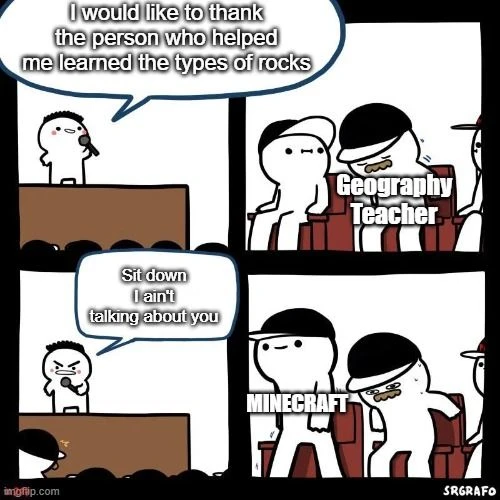 I would like to thank
the person who helped
me learned the types of rocks
Geography
Teacher
Sit down
I ain't
talking about you
MINECRAFT
imgflip.com
SRGRAFO